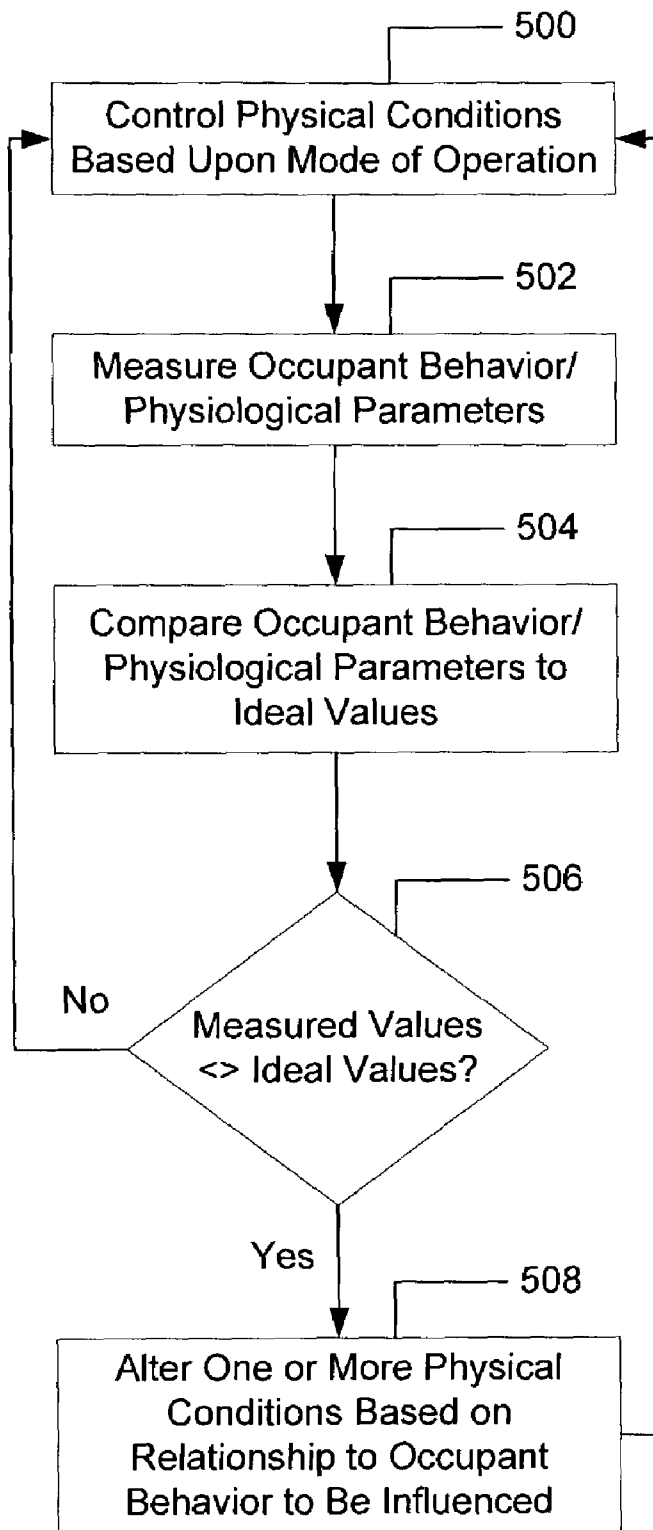 500
Control Physical Conditions
Based Upon Mode of Operation
502
Measure Occupant Behavior/
Physiological Parameters
504
Compare Occupant Behavior/
Physiological Parameters to
Ideal Values
506
No
Measured Values
<> Ideal Values?
Yes
508
Alter One or More Physical
Conditions Based on
Relationship to Occupant
Behavior to Be Influenced